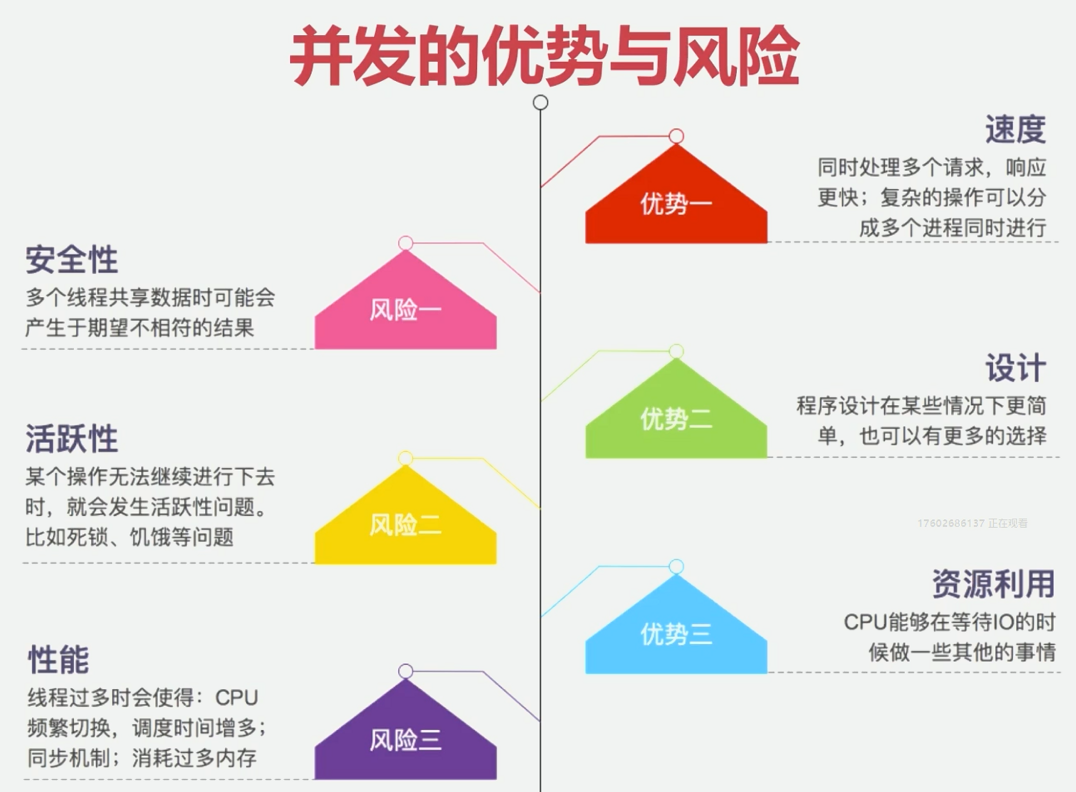 并发的优势与风险
速度
同时处理多个请求，响应
更快；复杂的操作可以分
成多个进程同时进行
优势一
安全性
多个线程共享数据时可能会
产生于期望不相符的结果
风险一
设计
程序设计在某些情况下更简
单，也可以有更多的选择
优势二
活跃性
某个操作无法继续进行下去
时，就会发生活跃性问题。
比如死锁、饥饿等问题
风险二
17602686137 正在观看
资源利用
CPU能够在等待IO的时
候做一些其他的事情
优势三
性能
线程过多时会使得：CPU
频繁切换，调度时间增多；
同步机制；消耗过多内存
风险三